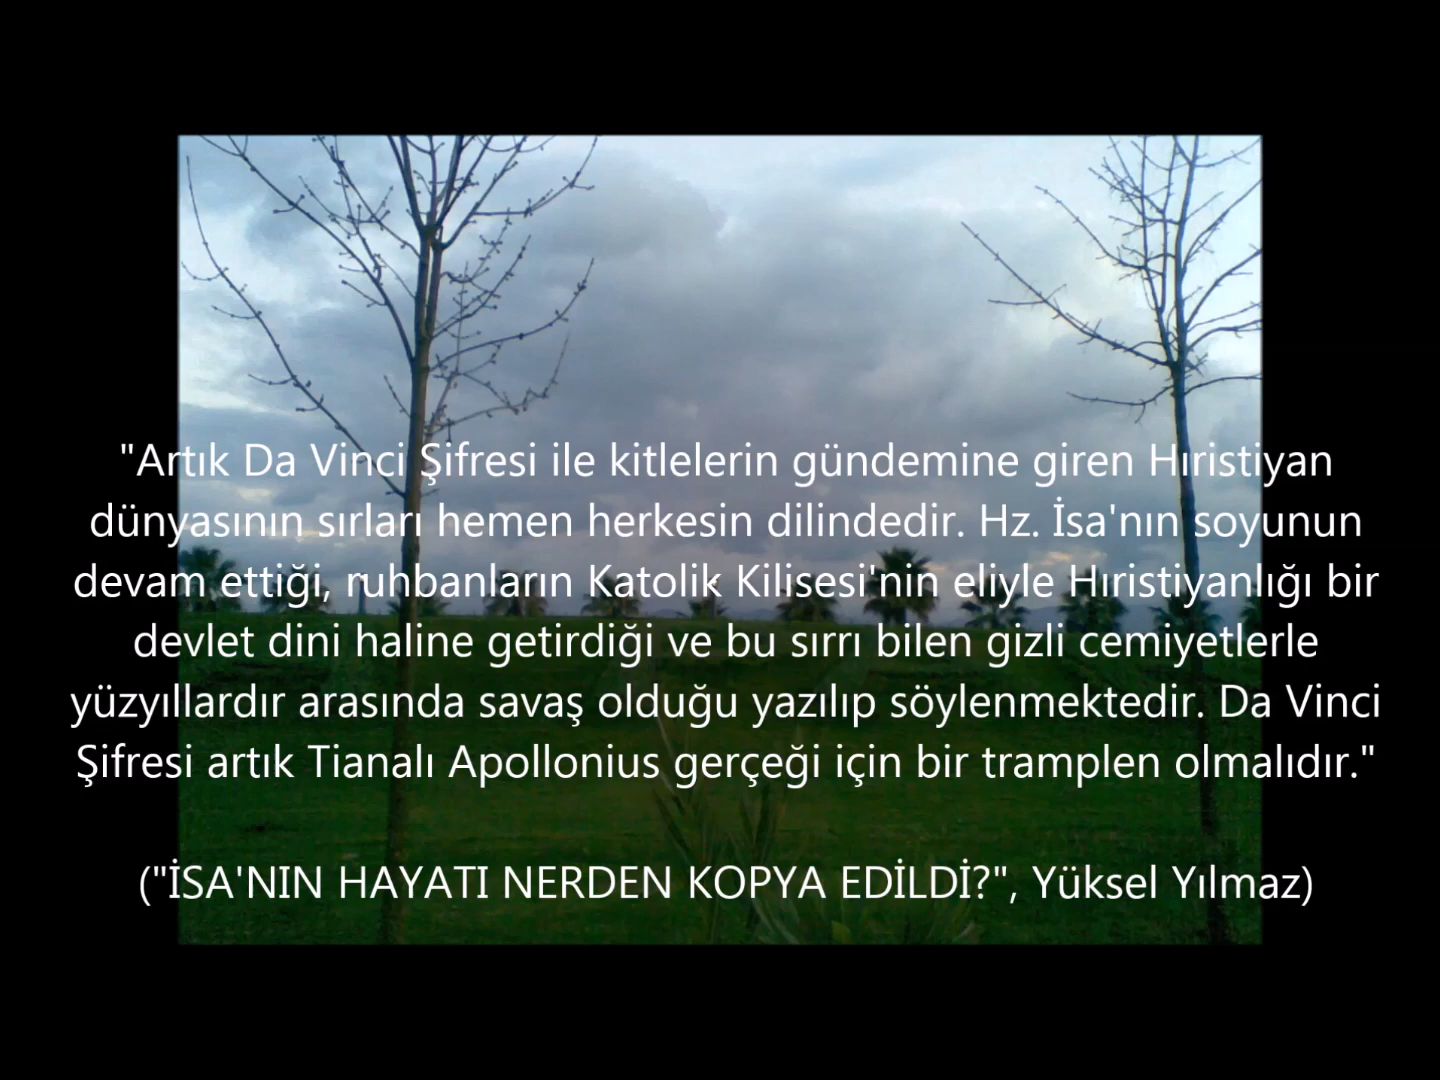 "Artık Da Vinci Şifresi ile kitlelerin gündemine giren Hıristiyan
dünyasının sırları hemen herkesin dilindedir. Hz. İsa'nın soyunun
devam ettiği, ruhbanların Katolik Kilisesi'nin eliyle Hıristiyanlığı bir
devlet dini haline getirdiği ve bu sırrı bilen gizli cemiyetlerle
yüzyıllardır arasında savaş olduğu yazılıp söylenmektedir. Da Vinci
Şifresi artık Tianalı Apollonius gerçeği için bir tramplen olmalıdır."
("İSA'NIN HAYATI NERDEN KOPYA EDİLDİ?", Yüksel Yılmaz)